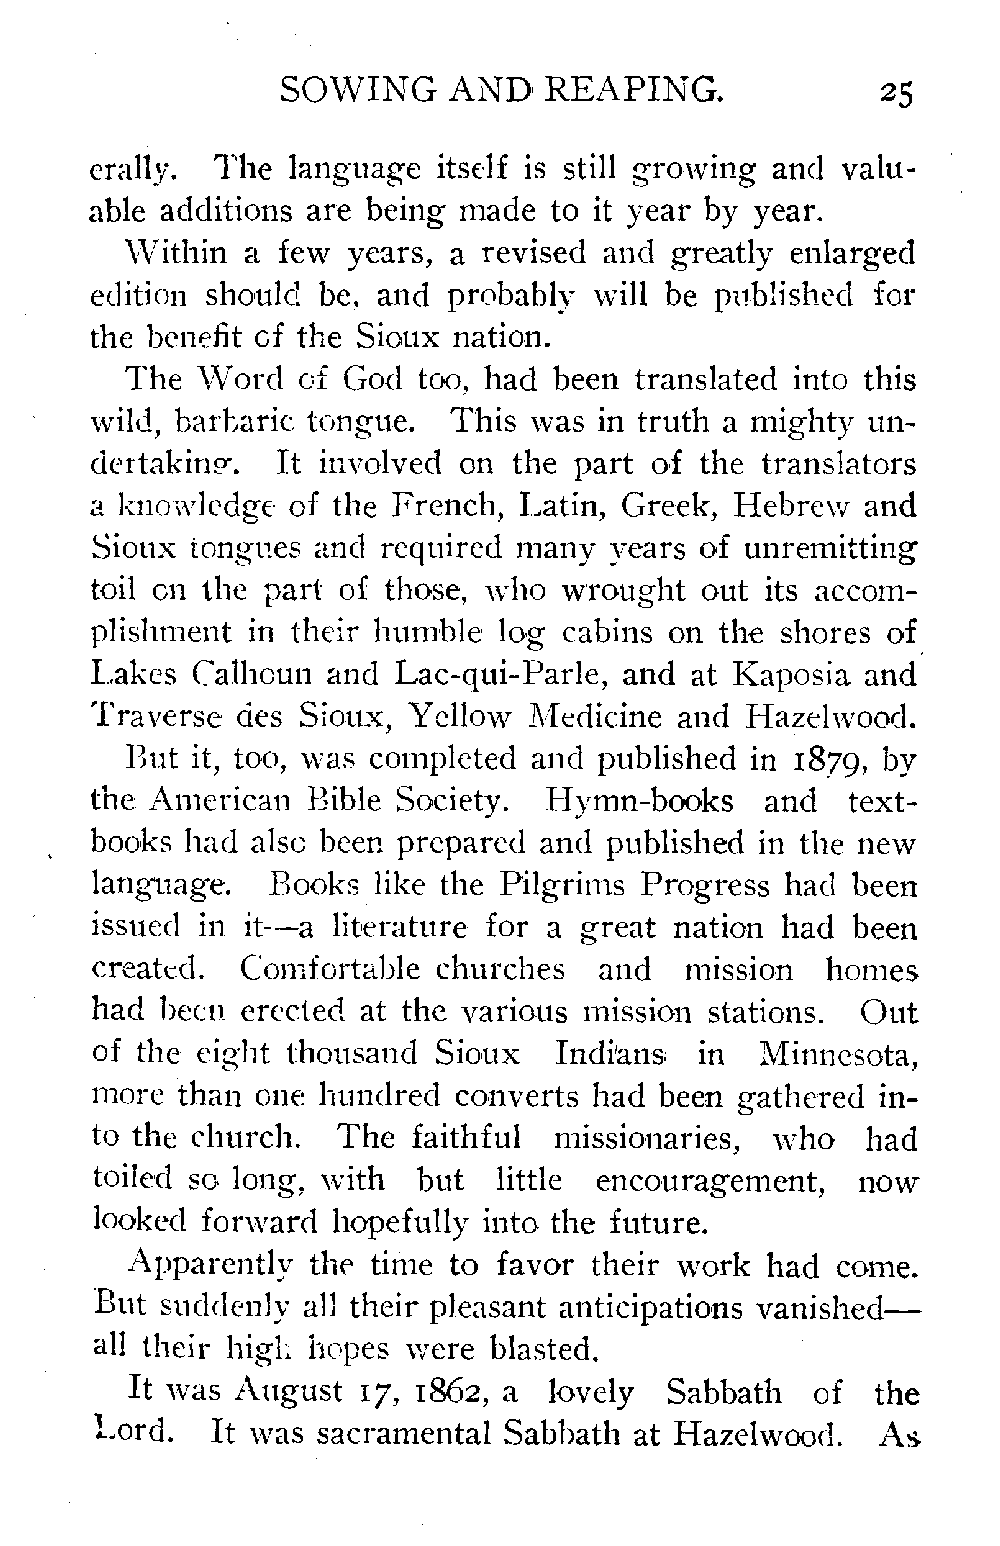 SOWING AND REAPING. 25
erally. The language itself is still growing and valu-
able additions are being made to it year by year.
Within a few years, a revised and greatly enlarged
edition should be, and probably will be published for
the benefit of the Sioux nation.
The Word of God too, had been translated into this
wild, barbaric tongue. This was in truth a mighty un-
dertaking. It involved on the part of the translators
a knowledge of the French, Latin, Greek, Hebrew and
Sioux tongues and required many years of unremitting
toil on the part of those, who wrought out its accom-
plishment in their humble log cabins on the shores of
Lakes Calhoun and Lac-qui-Parle, and at Kaposia and
Traverse des Sioux, Yellow Medicine and Hazelwood.
But it, too, was completed and published in 1879, by
the American Bible Society. Hymn-books and text-
books had also been prepared and published in the new
language. Books like the Pilgrims Progress had been
issued in it—a literature for a great nation had been
created. Comfortable churches and mission homes
had been erected at the various mission stations. Out
of the eight thousand Sioux Indians in Minnesota,
more than one hundred converts had been gathered in-
to the church. The faithful missionaries, who had
toiled so long, with but little encouragement, now
looked forward hopefully into the future.
Apparently the time to favor their work had come.
But suddenly all their pleasant anticipations vanished—
all their high hopes were blasted.
It was August 17, 1862, a lovely Sabbath of the
Lord. It was sacramental Sabbath at Hazelwood. As